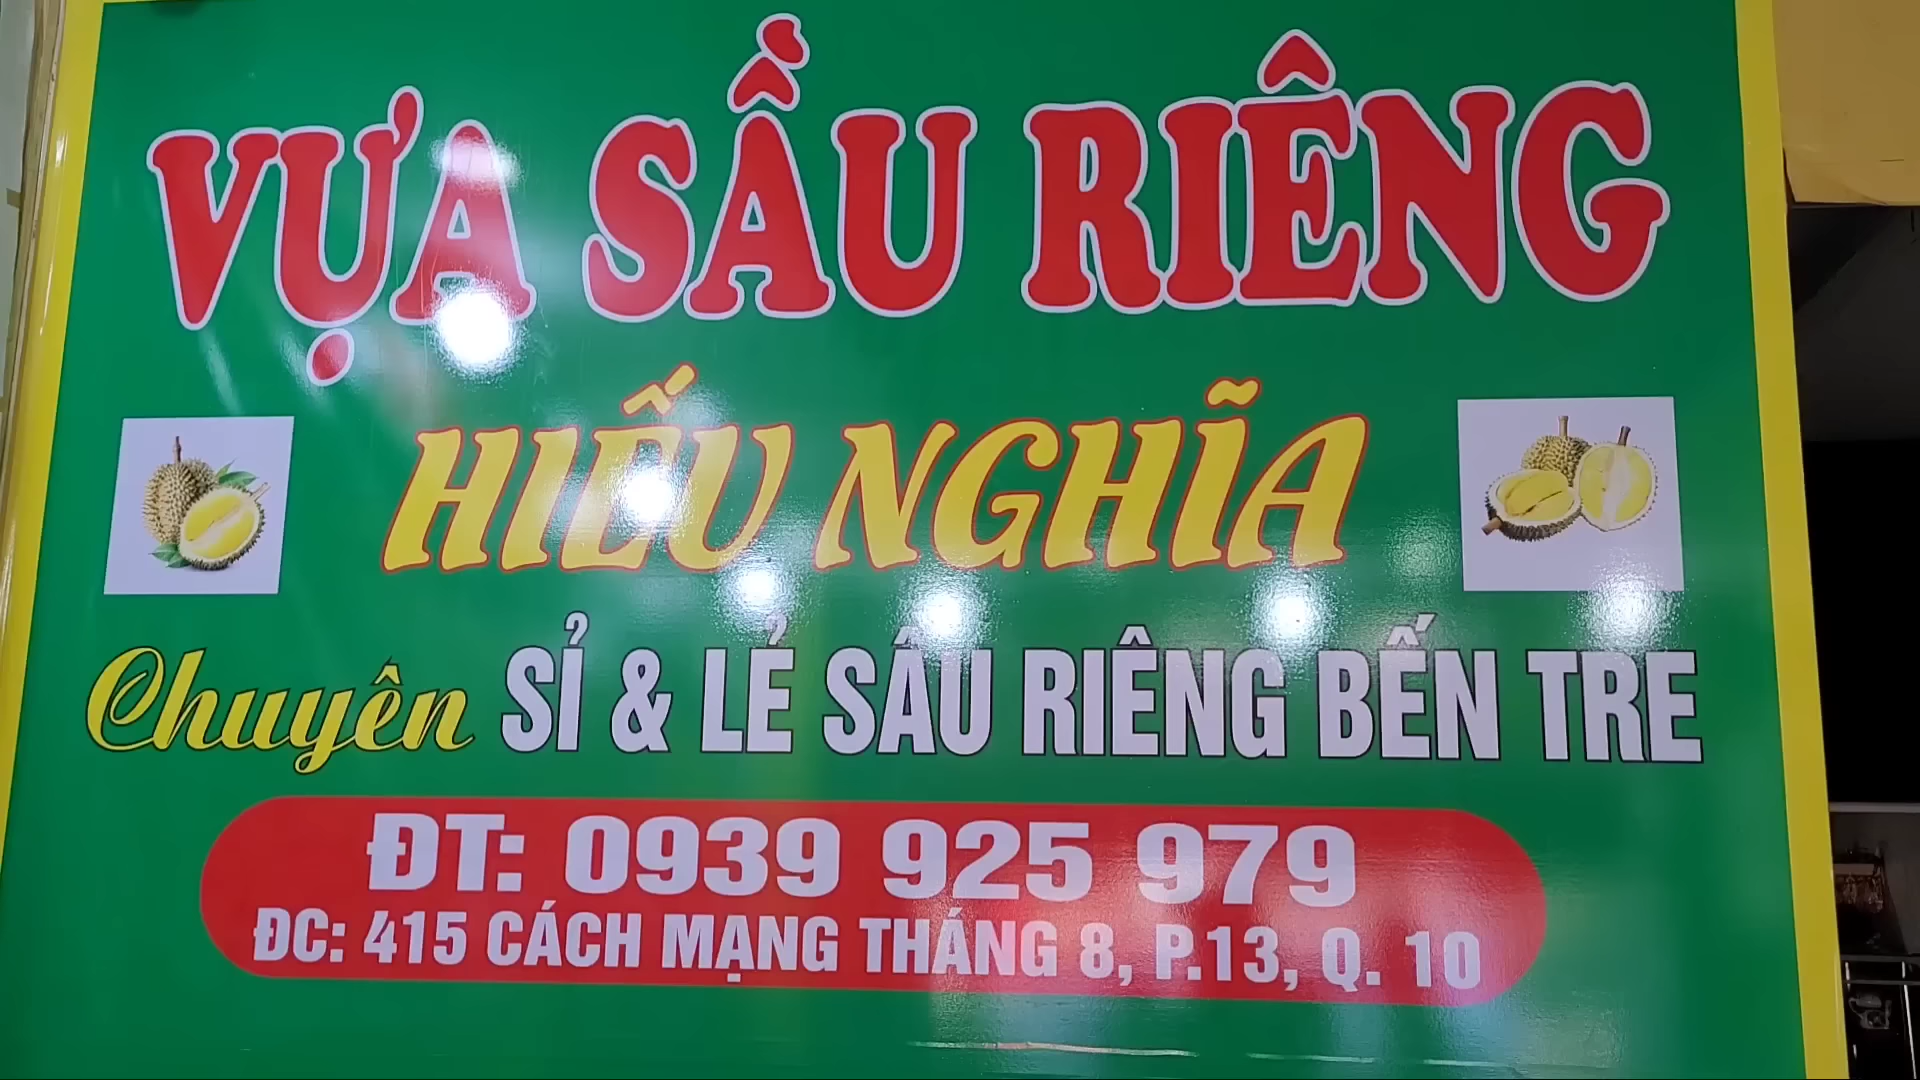 VỰA SẦU RIÊNG
HIẾU NGHĨA
Chuyên SỈ & LẺ SẦU RIÊNG BẾN TRE
ĐT: 0939 925 979
ĐC: 415 CÁCH MẠNG THÁNG 8, P.13, Q. 10